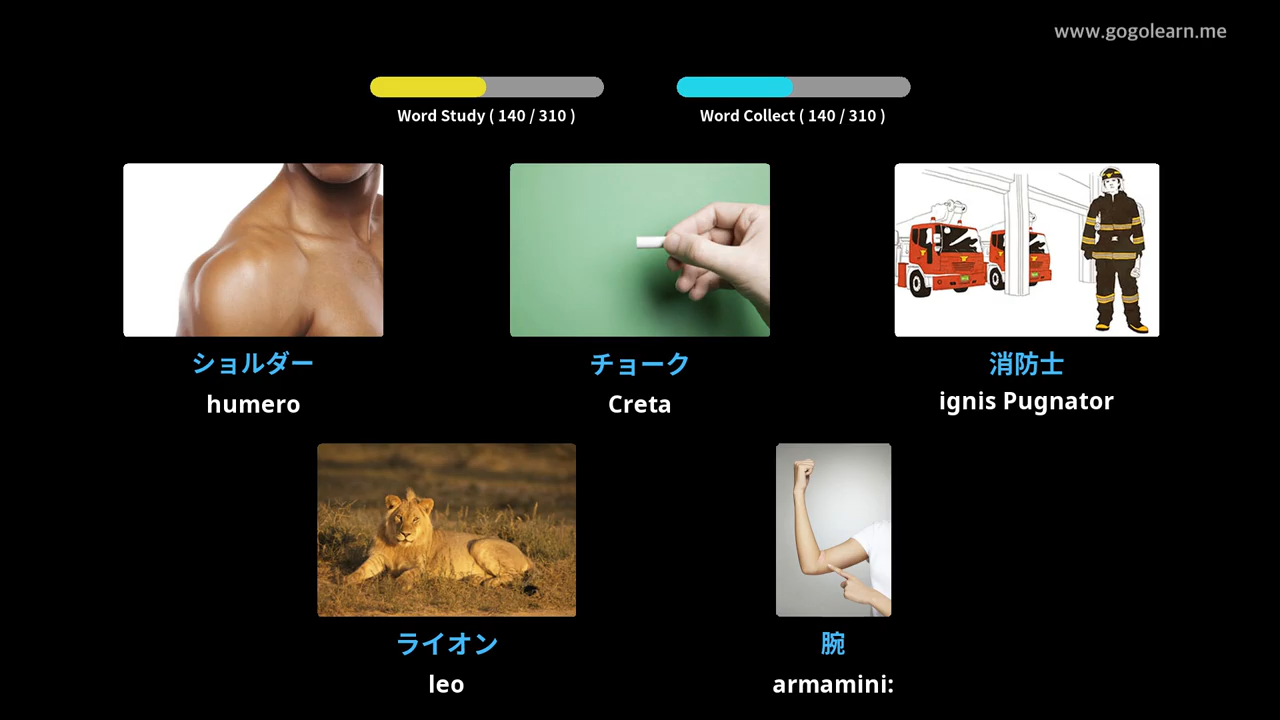 www.gogolearn.me
Word Study ( 140 / 310 )
Word Collect ( 140 / 310 )
ショルダー
humero
チョーク
Creta
消防士
ignis Pugnator
ライオン
leo
腕
armamini: